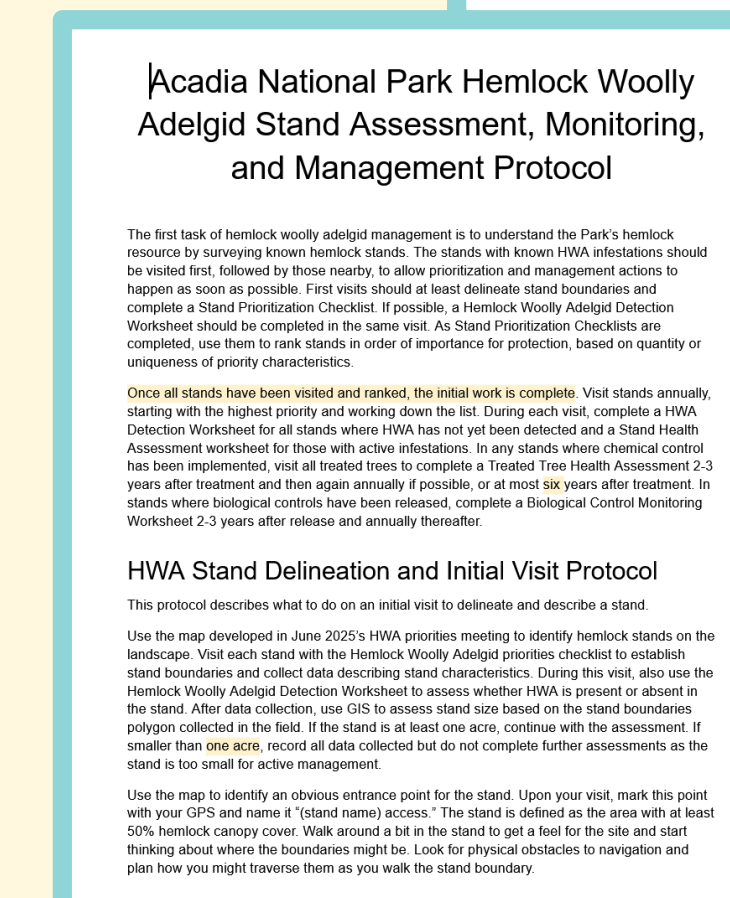 Acadia National Park Hemlock Woolly
Adelgid Stand Assessment, Monitoring,
and Management Protocol
The first task of hemlock woolly adelgid management is to understand the Park's hemlock
resource by surveying known hemlock stands. The stands with known HWA infestations should
be visited first, followed by those nearby, to allow prioritization and management actions to
happen as soon as possible. First visits should at least delineate stand boundaries and
complete a Stand Prioritization Checklist. If possible, a Hemlock Woolly Adelgid Detection
Worksheet should be completed in the same visit. As Stand Prioritization Checklists are
completed, use them to rank stands in order of importance for protection, based on quantity or
uniqueness of priority characteristics.
Once all stands have been visited and ranked, the initial work is complete. Visit stands annually,
starting with the highest priority and working down the list. During each visit, complete a HWA
Detection Worksheet for all stands where HWA has not yet been detected and a Stand Health
Assessment worksheet for those with active infestations. In any stands where chemical control
has been implemented, visit all treated trees to complete a Treated Tree Health Assessment 2-3
years after treatment and then again annually if possible, or at most six years after treatment. In
stands where biological controls have been released, complete a Biological Control Monitoring
Worksheet 2-3 years after release and annually thereafter.
HWA Stand Delineation and Initial Visit Protocol
This protocol describes what to do on an initial visit to delineate and describe a stand.
Use the map developed in June 2025's HWA priorities meeting to identify hemlock stands on the
landscape. Visit each stand with the Hemlock Woolly Adelgid priorities checklist to establish
stand boundaries and collect data describing stand characteristics. During this visit, also use the
Hemlock Woolly Adelgid Detection Worksheet to assess whether HWA is present or absent in
the stand. After data collection, use GIS to assess stand size based on the stand boundaries
polygon collected in the field. If the stand is at least one acre, continue with the assessment. If
smaller than one acre, record all data collected but do not complete further assessments as the
stand is too small for active management.
Use the map to identify an obvious entrance point for the stand. Upon your visit, mark this point
with your GPS and name it “(stand name) access.” The stand is defined as the area with at least
50% hemlock canopy cover. Walk around a bit in the stand to get a feel for the site and start
thinking about where the boundaries might be. Look for physical obstacles to navigation and
plan how you might traverse them as you walk the stand boundary.